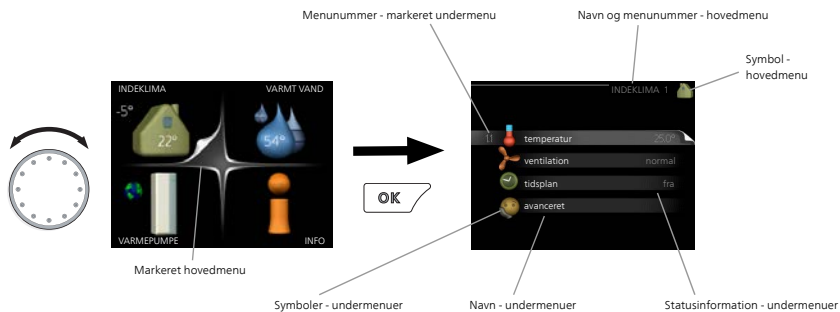 Menunummer - markeret undermenu
Navn og menunummer - hovedmenu
Symbol -
hovedmenu
INDEKLIMA
VARMT VAND
-5°
22°
54°
VARMEPUMPE
INFO
Markeret hovedmenu
OK
INDEKLIMA 1
1.1 temperatur 25.0°
ventilation normal
tidsplan fra
avanceret
Symboler - undermenuer
Navn - undermenuer
Statusinformation - undermenuer